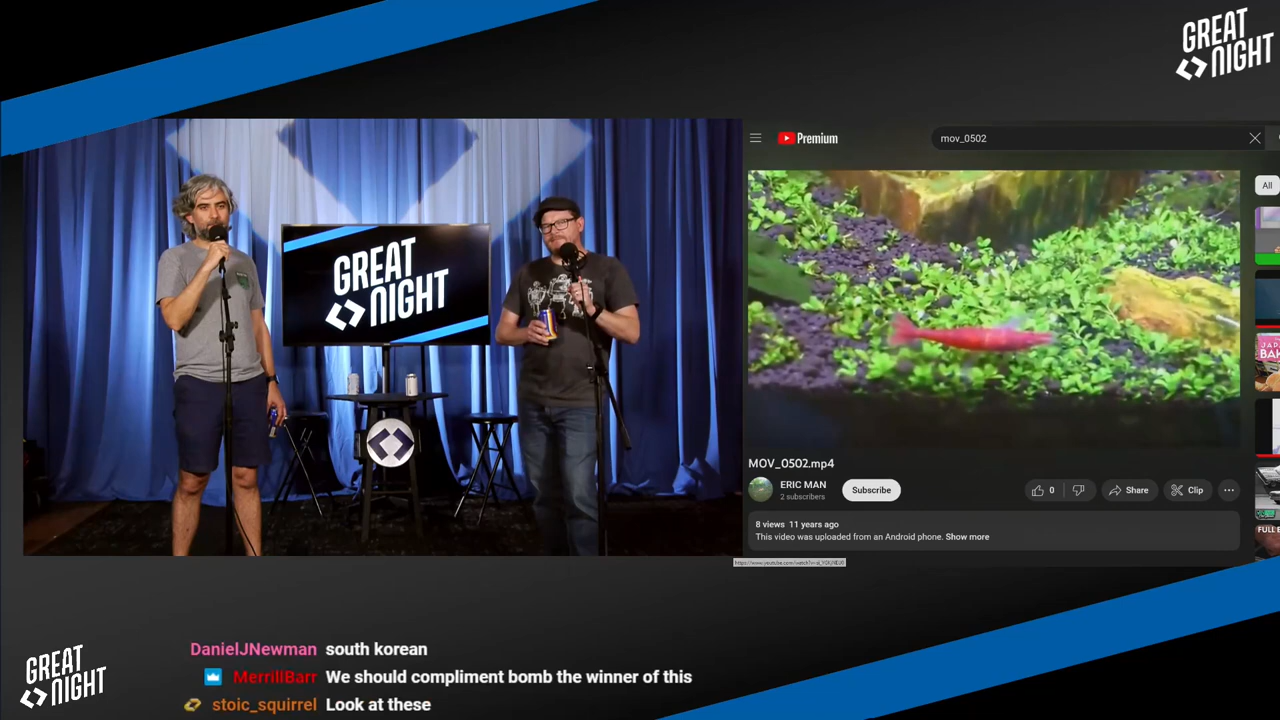 GREAT
NIGHT
Premium
mov_0502
All
GREAT
NIGHT
MOV_0502.mp4
ERIC MAN
2 subscribers
Subscribe
0
Share
Clip
8 views 11 years ago
This video was uploaded from an Android phone. Show more
FULL
DanielJNewman south korean
MerrillBarr We should compliment bomb the winner of this
stoic_squirrel Look at these
GREAT
NIGHT